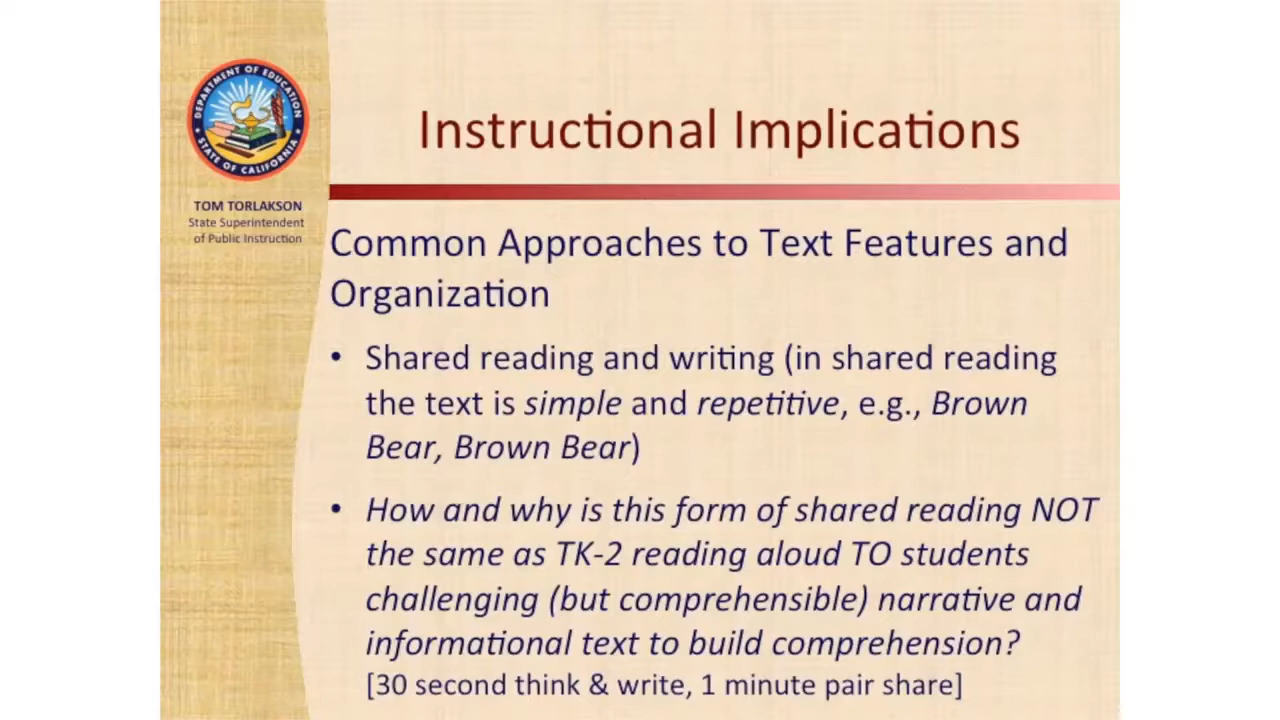 DEPARTMENT OF EDUCATION
STATE OF CALIFORNIA
TOM TORLAKSON
State Superintendent
of Public Instruction
Instructional Implications
Common Approaches to Text Features and
Organization
• Shared reading and writing (in shared reading
the text is simple and repetitive, e.g., Brown
Bear, Brown Bear)
• How and why is this form of shared reading NOT
the same as TK-2 reading aloud TO students
challenging (but comprehensible) narrative and
informational text to build comprehension?
[30 second think & write, 1 minute pair share]